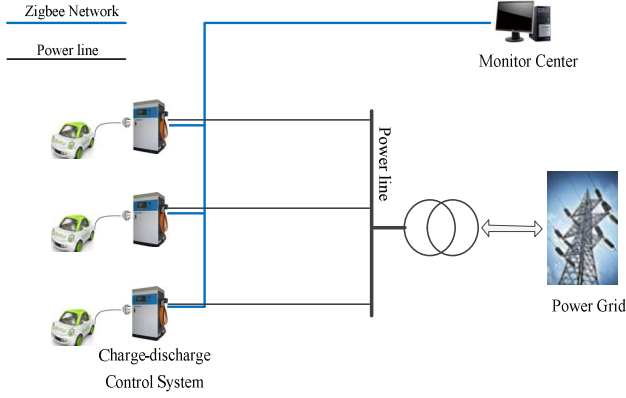 Zigbee Network
Power line
Monitor Center
Power line
Power Grid
Charge-discharge
Control System